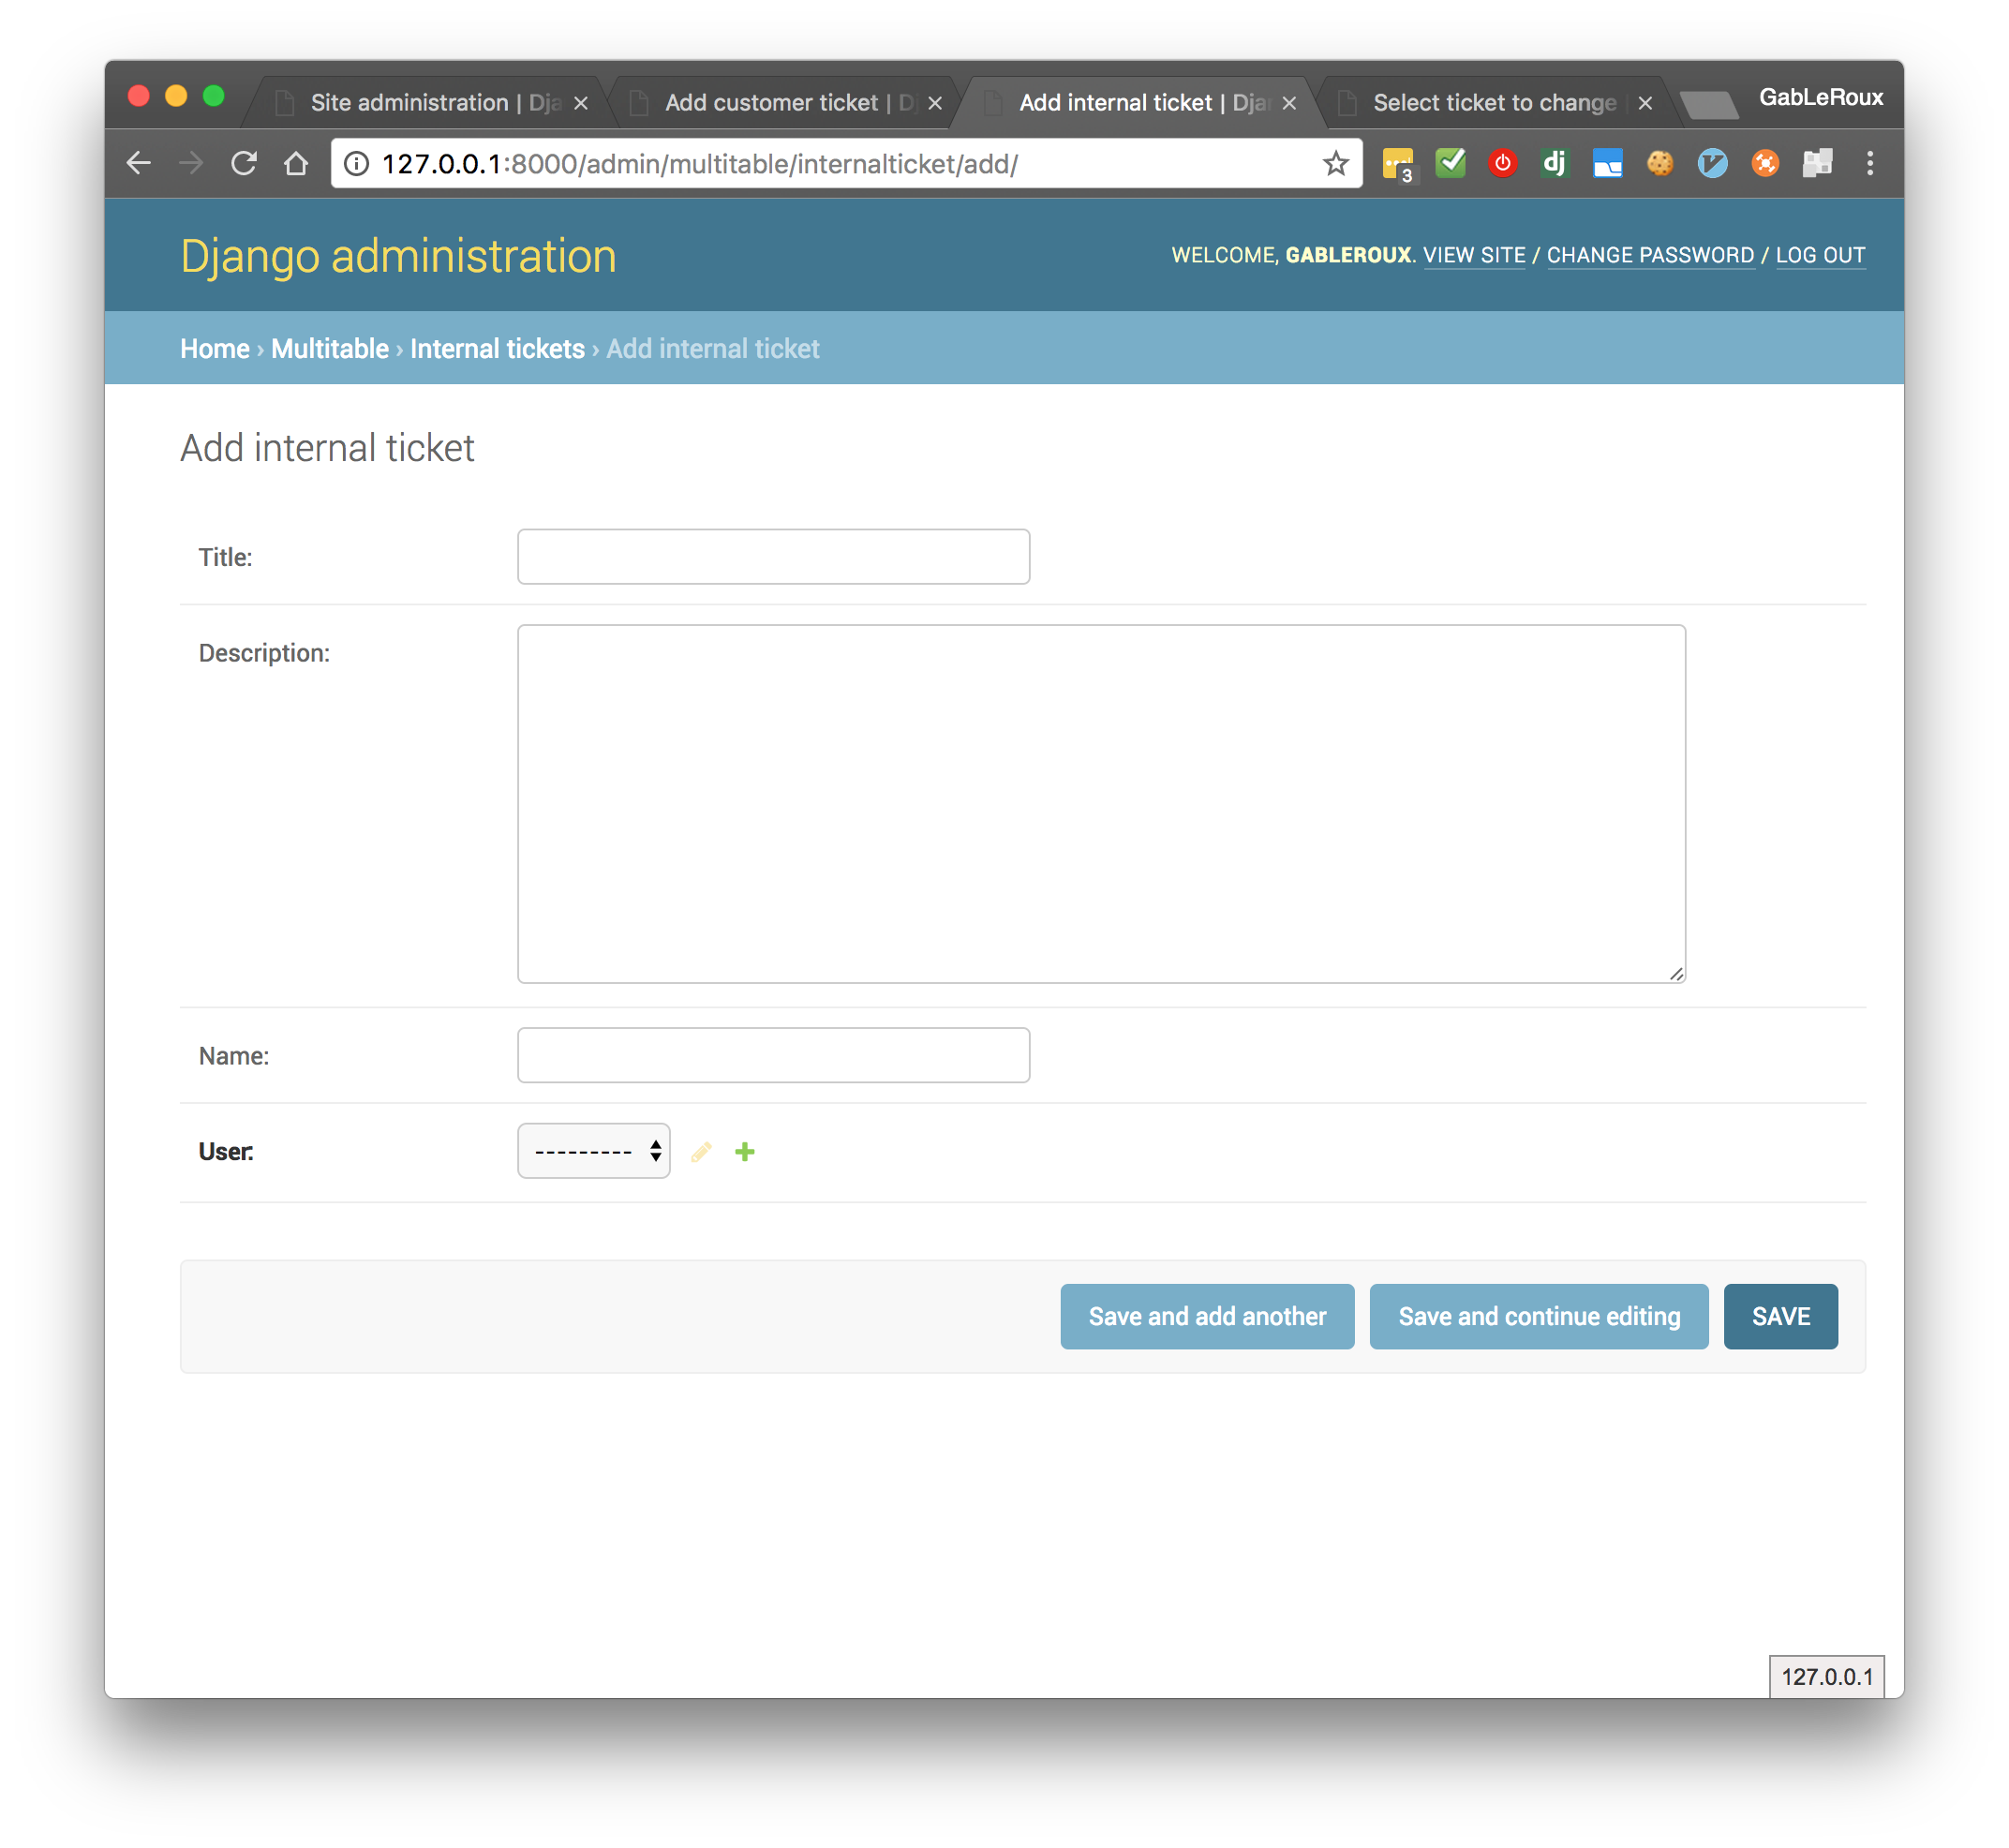 Site administration | Dja
Add customer ticket | D
Add internal ticket | Djan
Select ticket to change
GabLeRoux
127.0.0.1:8000/admin/multitable/internalticket/add/
3
dj
Django administration
WELCOME, GABLEROUX. VIEW SITE / CHANGE PASSWORD / LOG OUT
Home › Multitable › Internal tickets › Add internal ticket
Add internal ticket
Title:
Description:
Name:
User:
---------
Save and add another
Save and continue editing
SAVE
127.0.0.1